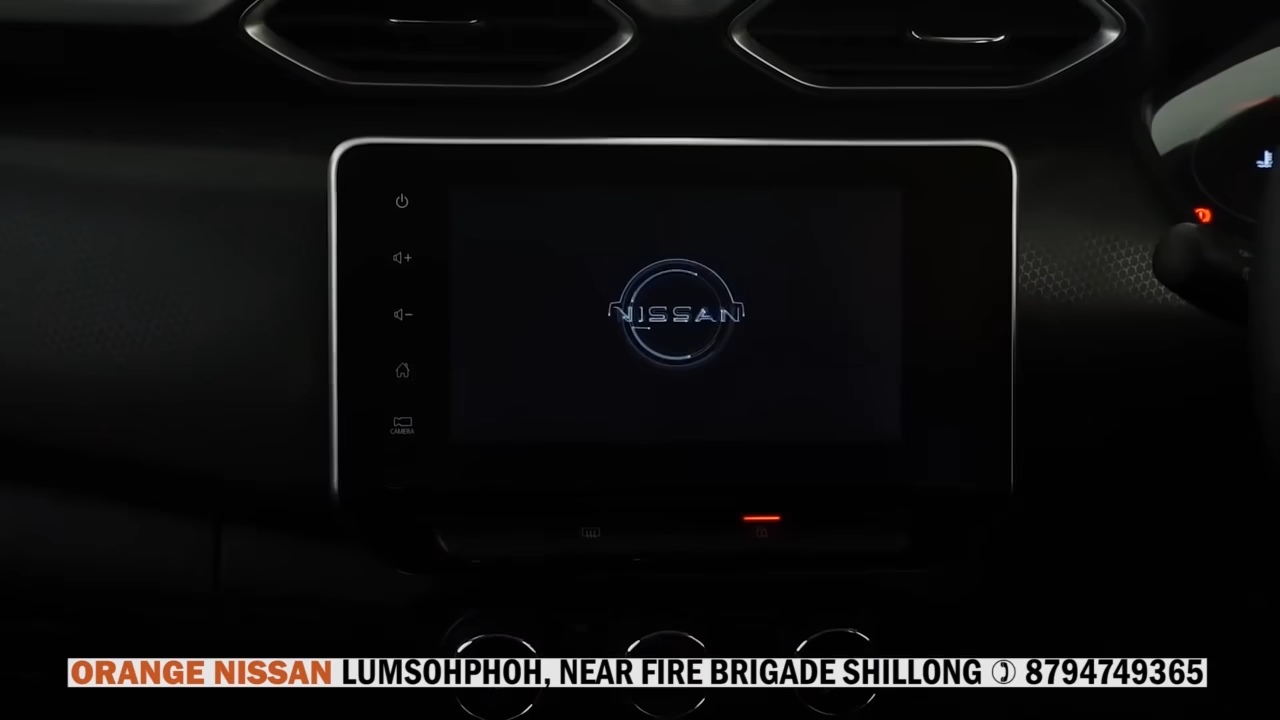 NISSAN
CAMERA
ORANGE NISSAN LUMSOHPHOH, NEAR FIRE BRIGADE SHILLONG ✆ 8794749365